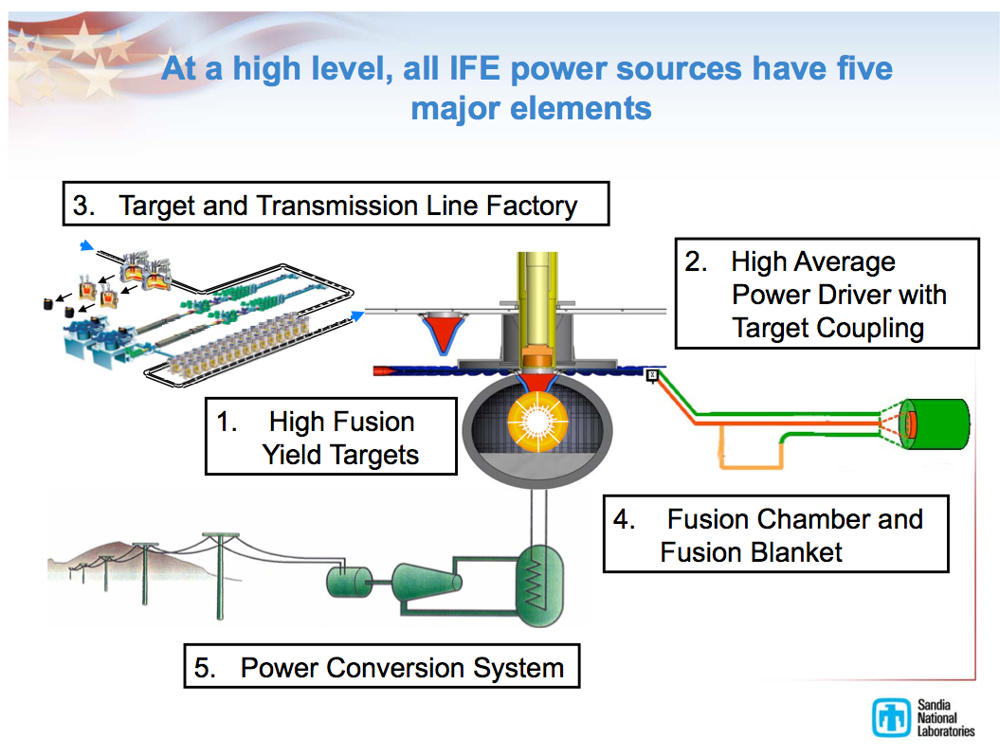 At a high level, all IFE power sources have five
major elements
3. Target and Transmission Line Factory
2. High Average
Power Driver with
Target Coupling
1. High Fusion
Yield Targets
4. Fusion Chamber and
Fusion Blanket
5. Power Conversion System
Sandia
National
Laboratories